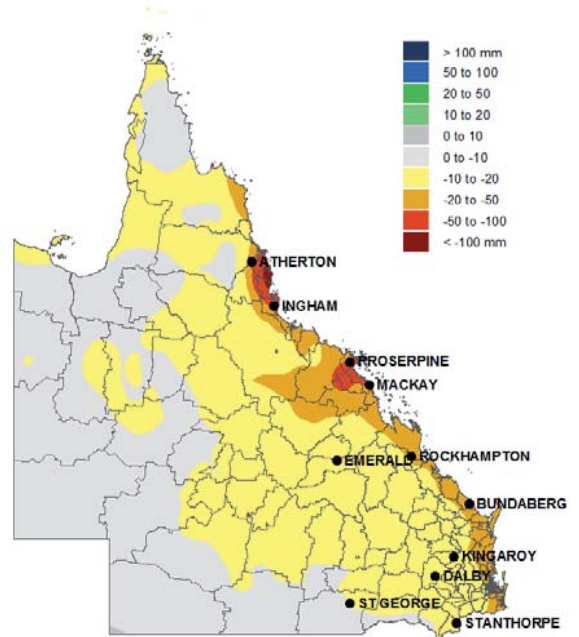 > 100 mm
50 to 100
20 to 50
10 to 20
0 to 10
0 to -10
-10 to -20
-20 to -50
-50 to -100
< -100 mm
ATHERTON
INGHAM
PROSERPINE
MACKAY
EMERALD
ROCKHAMPTON
BUNDABERG
KINGAROY
DALBY
ST GEORGE
STANTHORPE